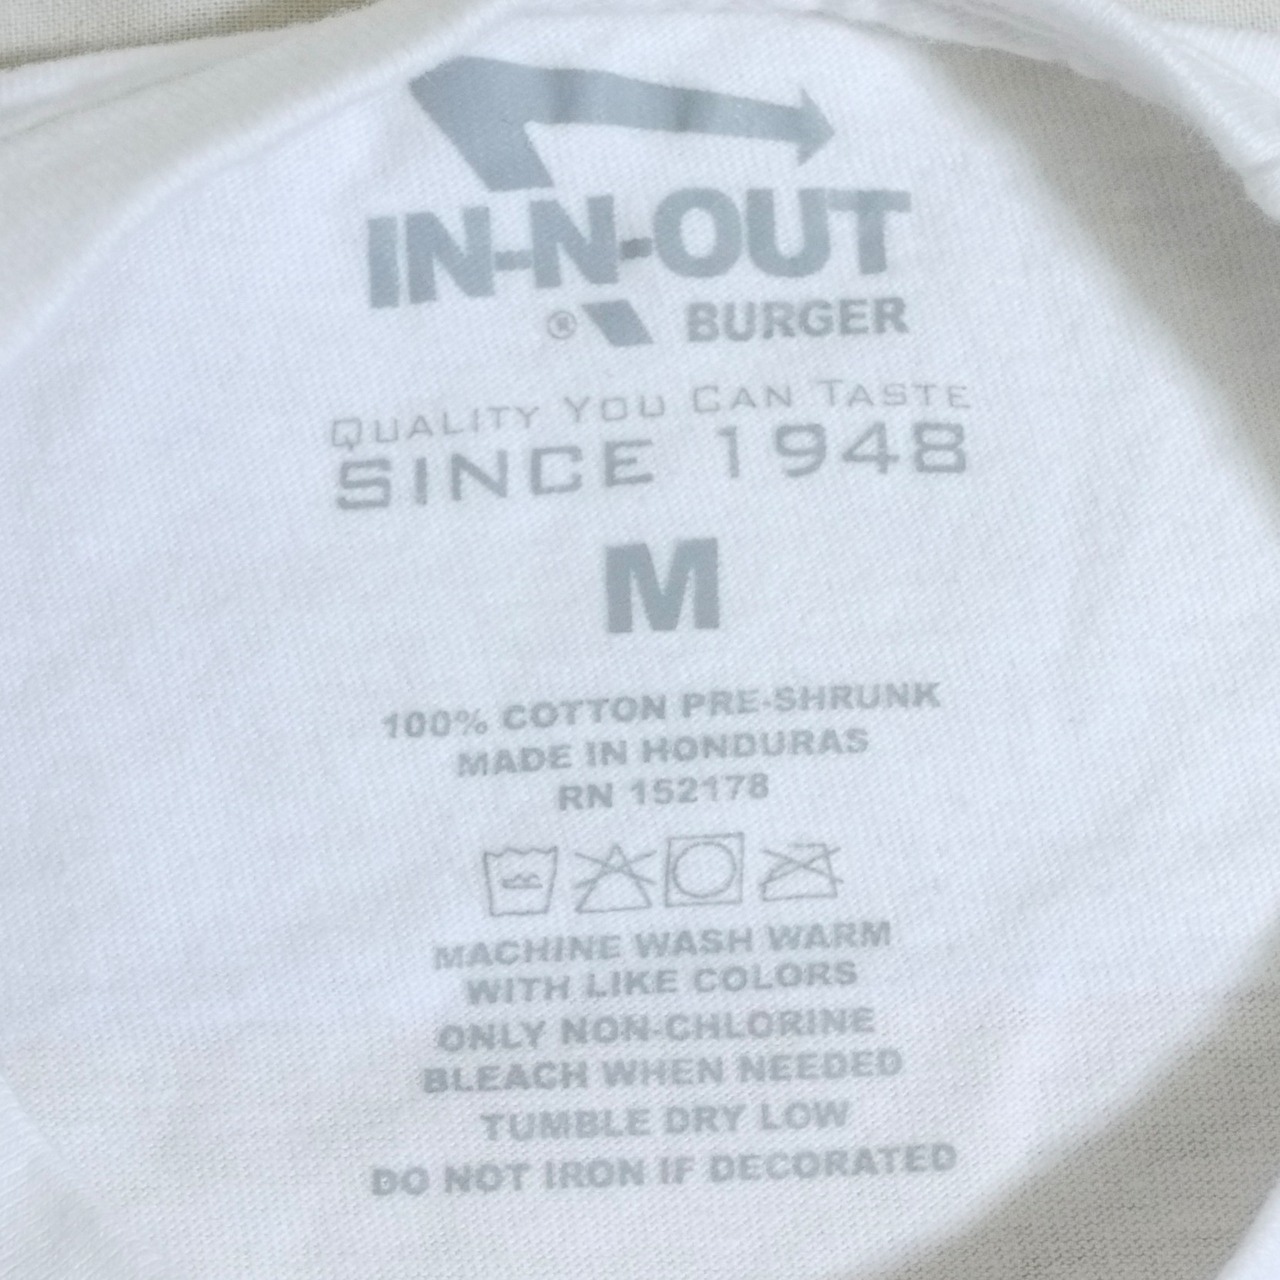 IN-N-OUT
® BURGER
QUALITY YOU CAN TASTE
SINCE 1948
M
100% COTTON PRE-SHRUNK
MADE IN HONDURAS
RN 152178
MACHINE WASH WARM
WITH LIKE COLORS
ONLY NON-CHLORINE
BLEACH WHEN NEEDED
TUMBLE DRY LOW
DO NOT IRON IF DECORATED